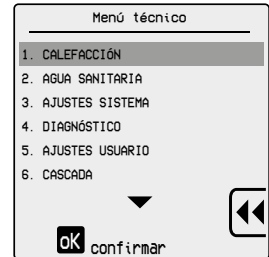 Menú técnico
1. CALEFACCIÓN
2. AGUA SANITARIA
3. AJUSTES SISTEMA
4. DIAGNÓSTICO
5. AJUSTES USUARIO
6. CASCADA
oK confirmar